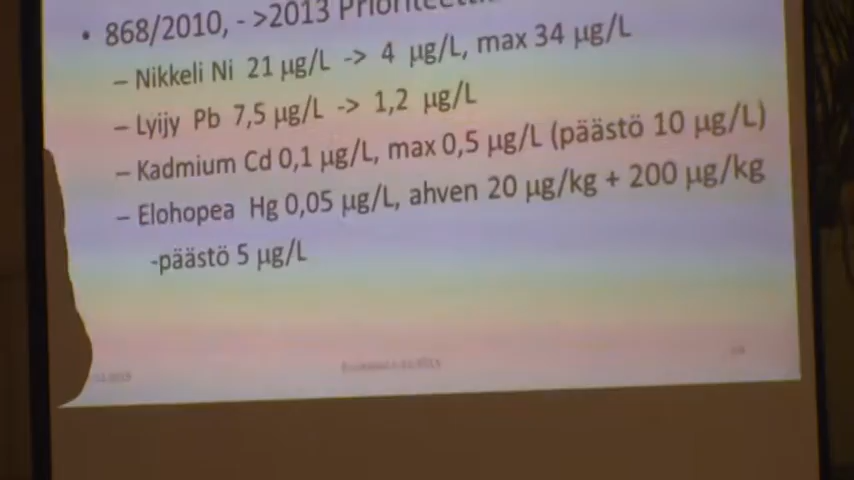 • 868/2010, - >2013
– Nikkeli Ni 21 µg/L -> 4 µg/L, max 34 µg/L
– Lyijy Pb 7,5 µg/L -> 1,2 µg/L
– Kadmium Cd 0,1 µg/L, max 0,5 µg/L (päästö 10 µg/L)
– Elohopea Hg 0,05 µg/L, ahven 20 µg/kg + 200 µg/kg
-päästö 5 µg/L